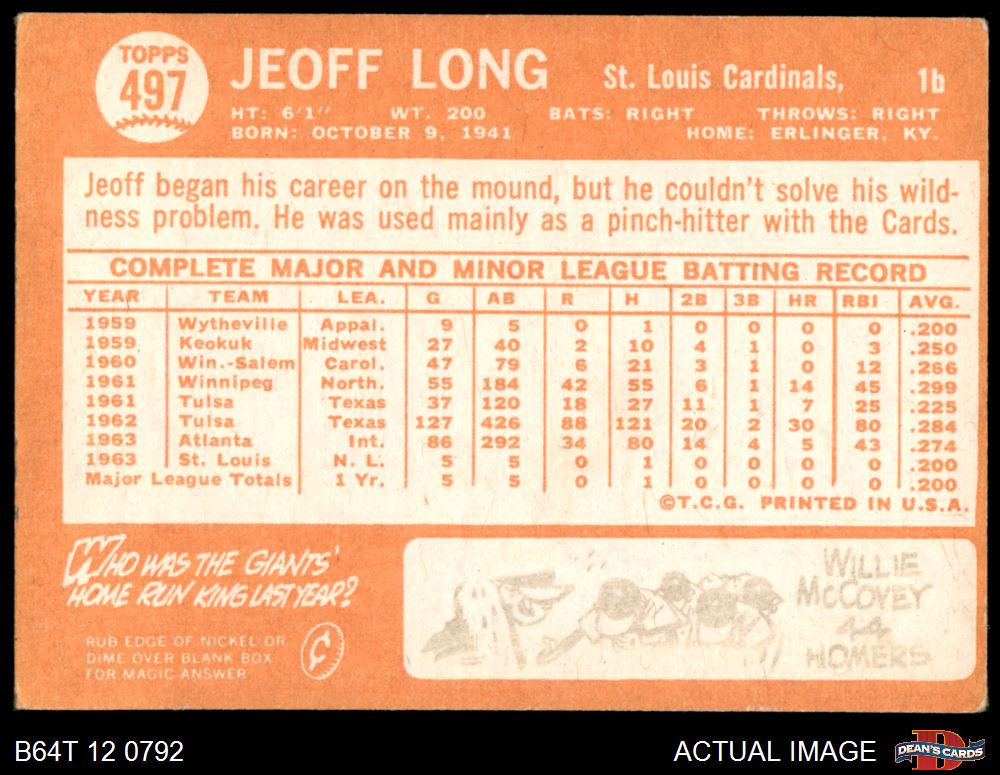 TOPPS
497
JEOFF LONG St. Louis Cardinals, 1b
HT: 6'1" WT. 200 BATS: RIGHT THROWS: RIGHT
BORN: OCTOBER 9, 1941 HOME: ERLINGER, KY.
Jeoff began his career on the mound, but he couldn't solve his wild-
ness problem. He was used mainly as a pinch-hitter with the Cards.
COMPLETE MAJOR AND MINOR LEAGUE BATTING RECORD
YEAR TEAM LEA. G AB R H 2B 3B HR RBI AVG.
1959 Wytheville Appal. 9 5 0 1 0 0 0 0 .200
1959 Keokuk Midwest 27 40 2 10 4 1 0 3 .250
1960 Win.-Salem Carol. 47 79 6 21 3 1 0 12 .266
1961 Winnipeg North. 55 184 42 55 6 1 14 45 .299
1961 Tulsa Texas 37 120 18 27 11 1 7 25 .225
1962 Tulsa Texas 127 426 88 121 20 2 30 80 .284
1963 Atlanta Int. 86 292 34 80 14 4 5 43 .274
1963 St. Louis N. L. 5 5 0 1 0 0 0 0 .200
Major League Totals 1 Yr. 5 5 0 1 0 0 0 0 .200
©T.C.G. PRINTED IN U.S.A.
WHO WAS THE GIANTS'
HOME RUN KING LAST YEAR?
RUB EDGE OF NICKEL OR
DIME OVER BLANK BOX
FOR MAGIC ANSWER
¢
WILLIE
McCOVEY
44
HOMERS
B64T 12 0792 ACTUAL IMAGE
D
DEAN'S CARDS